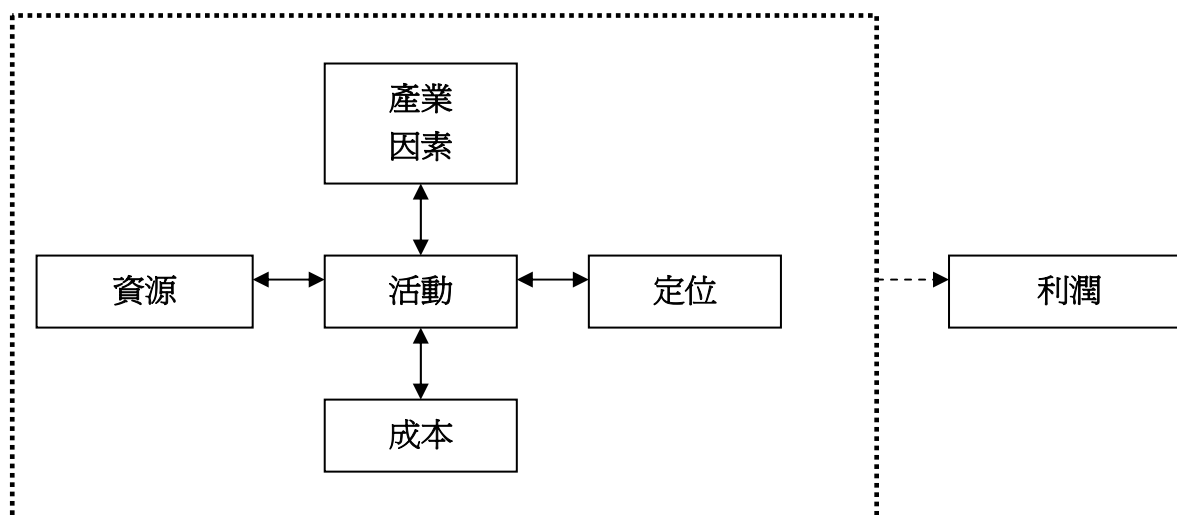 產業
因素
資源
活動
定位
利潤
成本